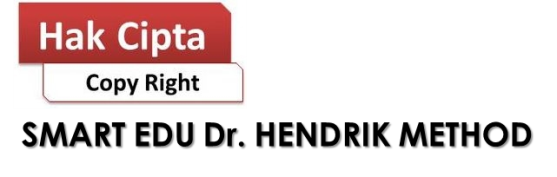 Hak Cipta
Copy Right
SMART EDU Dr. HENDRIK METHOD